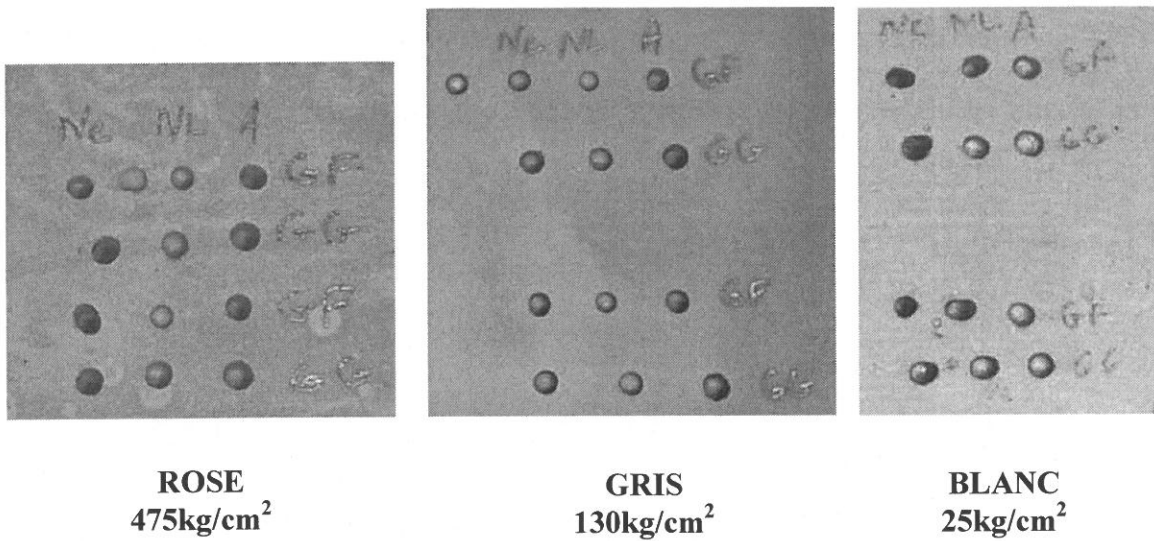 Ne NL A
GF
GG
GF
GG
Ne NL A
GF
GG
GF
GG
Ne NL A
GF
GG
GF
GG
ROSE
475kg/cm²
GRIS
130kg/cm²
BLANC
25kg/cm²